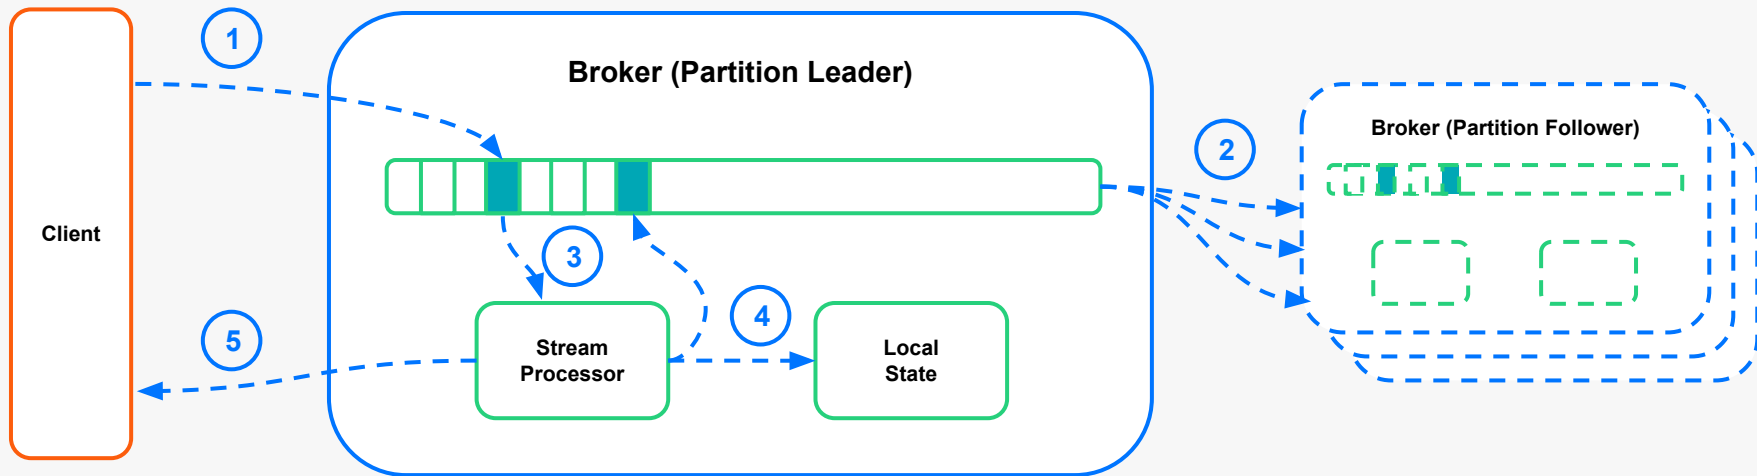 1
Broker (Partition Leader)
Broker (Partition Follower)
2
Client
3
4
5
Stream
Processor
Local
State